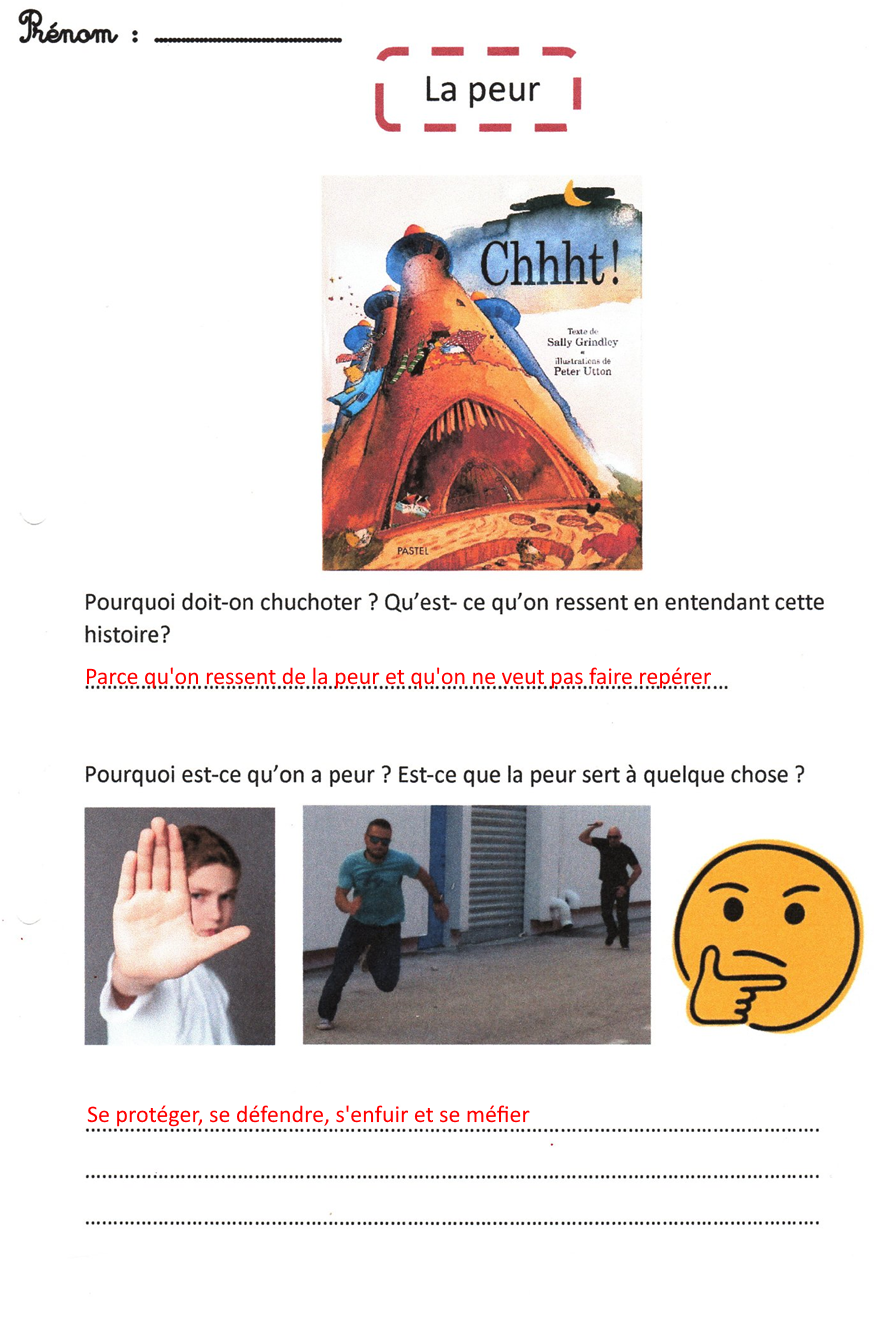 Prénom : ....................
La peur
Chhht!
Texte de
Sally Grindley
•
illustrations de
Peter Utton
PASTEL
Pourquoi doit-on chuchoter ? Qu’est- ce qu’on ressent en entendant cette
histoire?
Parce qu'on ressent de la peur et qu'on ne veut pas faire repérer
Pourquoi est-ce qu’on a peur ? Est-ce que la peur sert à quelque chose ?
Se protéger, se défendre, s'enfuir et se méfier